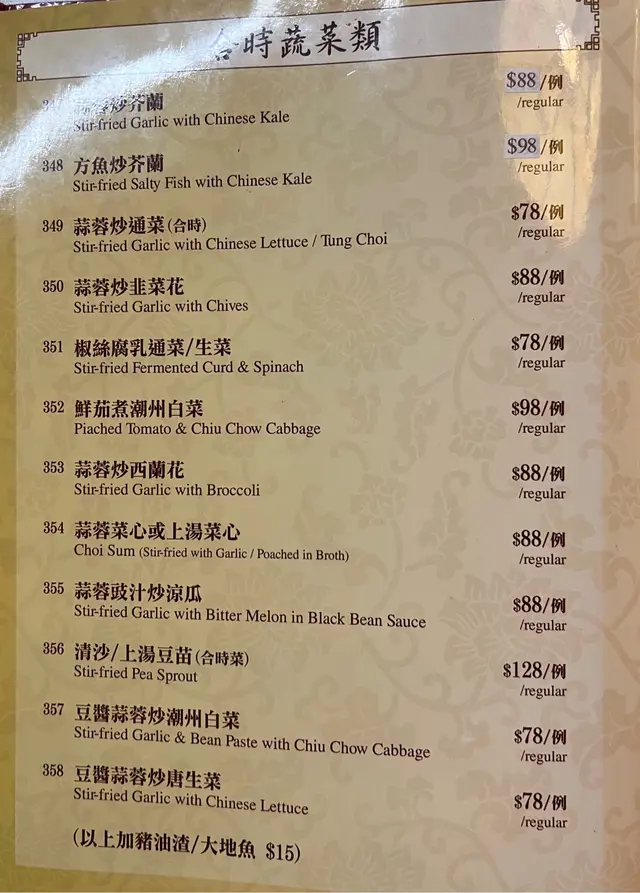 時蔬菜類
蒜蓉炒芥蘭 $88/例
Stir-fried Garlic with Chinese Kale /regular
348 方魚炒芥蘭 $98/例
Stir-fried Salty Fish with Chinese Kale /regular
349 蒜蓉炒通菜(合時) $78/例
Stir-fried Garlic with Chinese Lettuce / Tung Choi /regular
350 蒜蓉炒韭菜花 $88/例
Stir-fried Garlic with Chives /regular
351 椒絲腐乳通菜/生菜 $78/例
Stir-fried Fermented Curd & Spinach /regular
352 鮮茄煮潮州白菜 $98/例
Piached Tomato & Chiu Chow Cabbage /regular
353 蒜蓉炒西蘭花 $88/例
Stir-fried Garlic with Broccoli /regular
354 蒜蓉菜心或上湯菜心 $88/例
Choi Sum (Stir-fried with Garlic / Poached in Broth) /regular
355 蒜蓉豉汁炒涼瓜 $88/例
Stir-fried Garlic with Bitter Melon in Black Bean Sauce /regular
356 清沙/上湯豆苗(合時菜) $128/例
Stir-fried Pea Sprout /regular
357 豆醬蒜蓉炒潮州白菜 $78/例
Stir-fried Garlic & Bean Paste with Chiu Chow Cabbage /regular
358 豆醬蒜蓉炒唐生菜 $78/例
Stir-fried Garlic with Chinese Lettuce /regular
(以上加豬油渣/大地魚 $15)